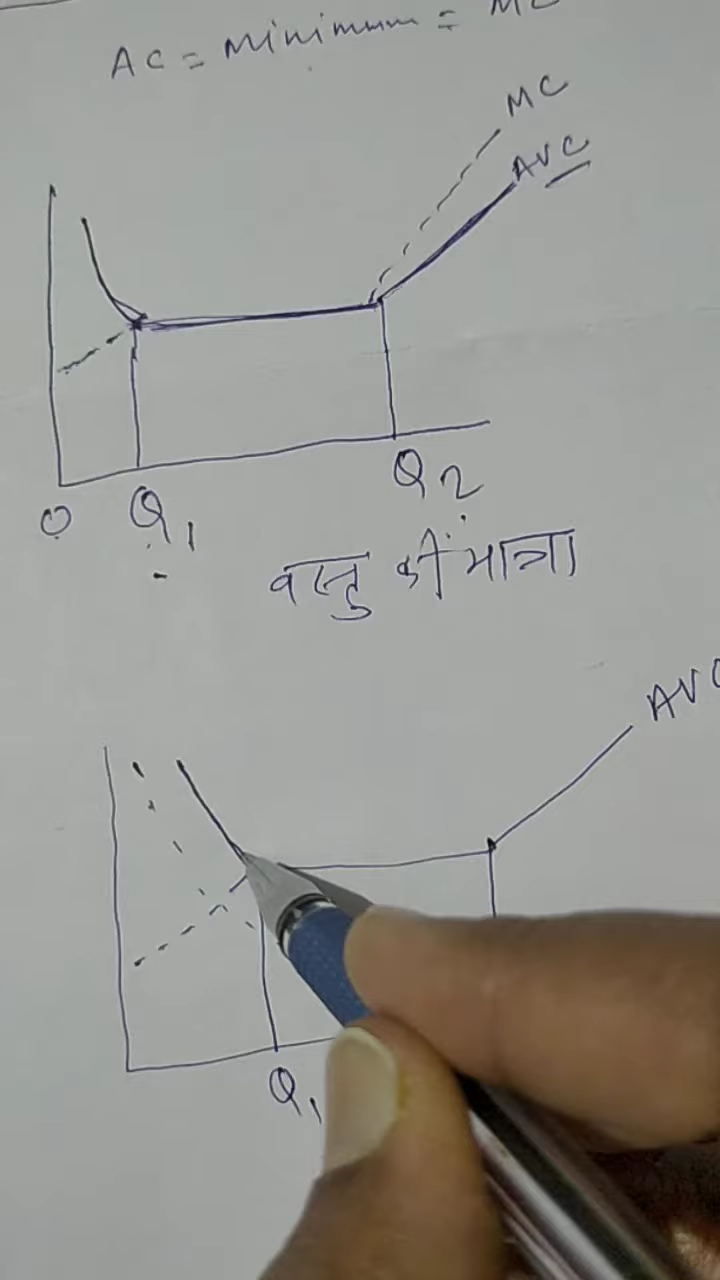 AC = minimum = MC
MC
AVC
O Q1 Q2
वस्तु की मात्रा
AVC
Q1